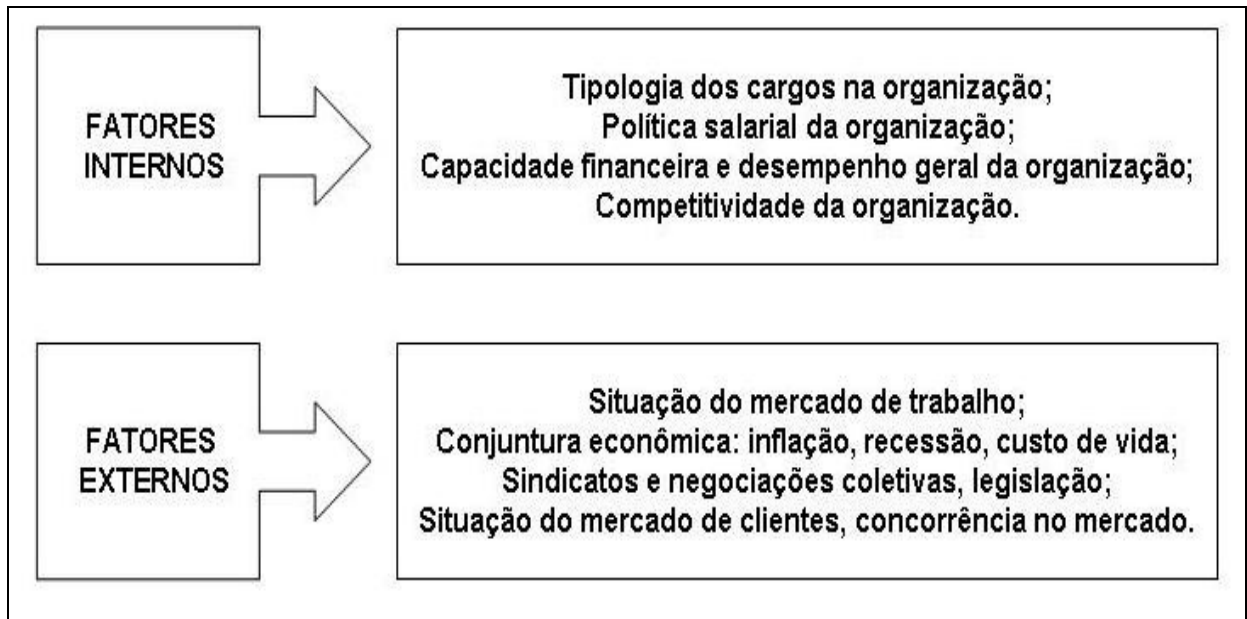 FATORES
INTERNOS
Tipologia dos cargos na organização;
Política salarial da organização;
Capacidade financeira e desempenho geral da organização;
Competitividade da organização.
FATORES
EXTERNOS
Situação do mercado de trabalho;
Conjuntura econômica: inflação, recessão, custo de vida;
Sindicatos e negociações coletivas, legislação;
Situação do mercado de clientes, concorrência no mercado.